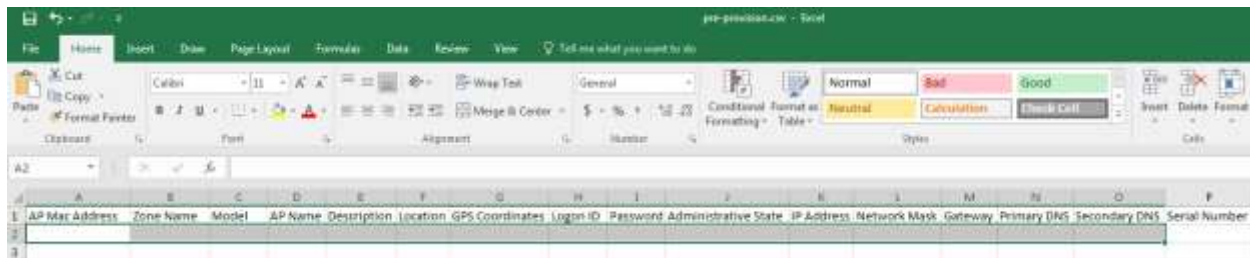 pre-provision.csv - Excel
File Home Insert Draw Page Layout Formulas Data Review View Tell me what you want to do
Cut Calibri 11 Wrap Text General Normal Bad Good
Paste Copy Merge & Center Conditional Formatting Format as Table Neutral Calculation Check Cell Insert Delete Format
Format Painter
Clipboard Font Alignment Number Styles Cells
A2
A B C D E F G H I J K L M N O P
1 AP Mac Address Zone Name Model AP Name Description Location GPS Coordinates Logon ID Password Administrative State IP Address Network Mask Gateway Primary DNS Secondary DNS Serial Number
2
3